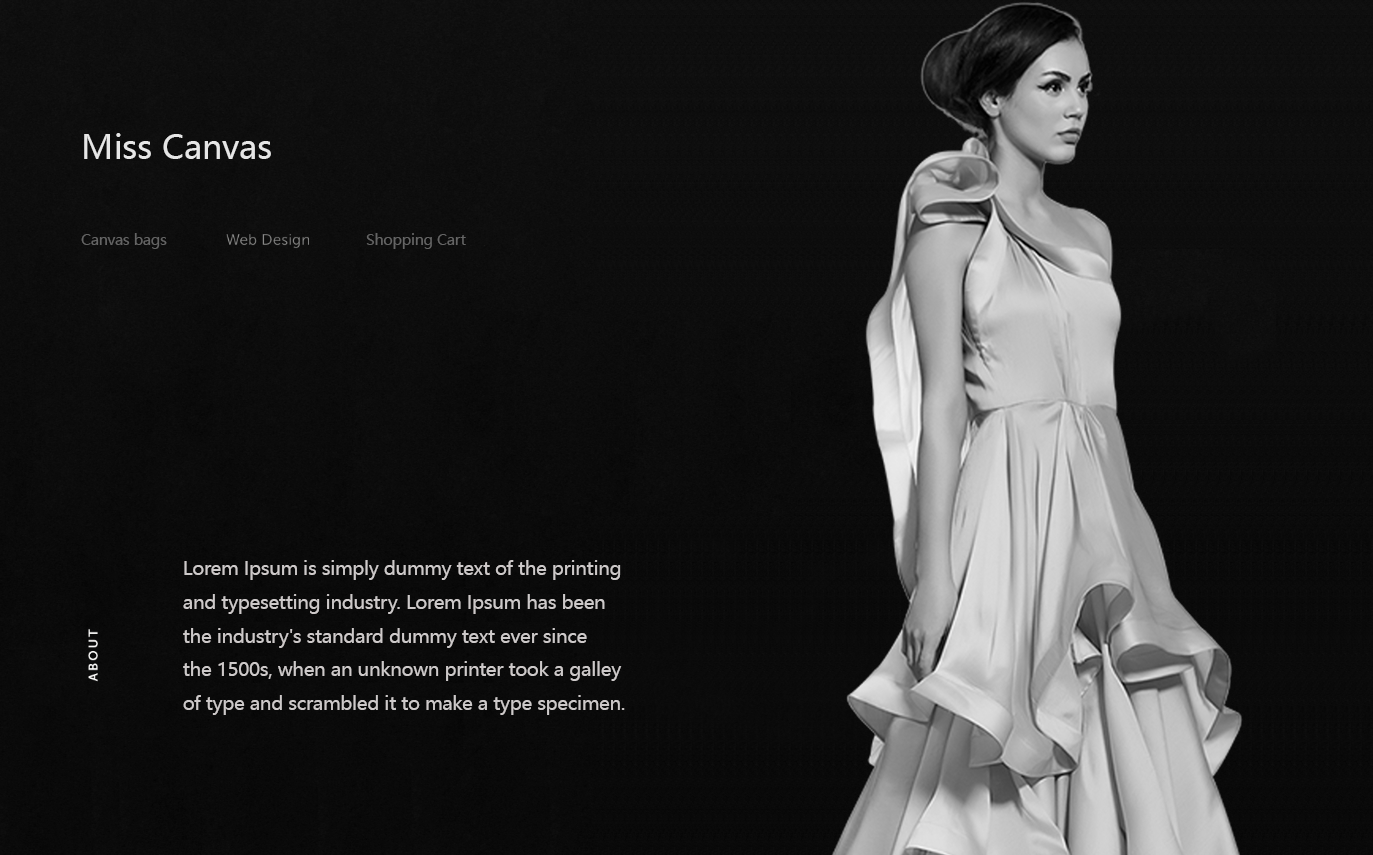 Miss Canvas
Canvas bags Web Design Shopping Cart
ABOUT
Lorem Ipsum is simply dummy text of the printing
and typesetting industry. Lorem Ipsum has been
the industry's standard dummy text ever since
the 1500s, when an unknown printer took a galley
of type and scrambled it to make a type specimen.